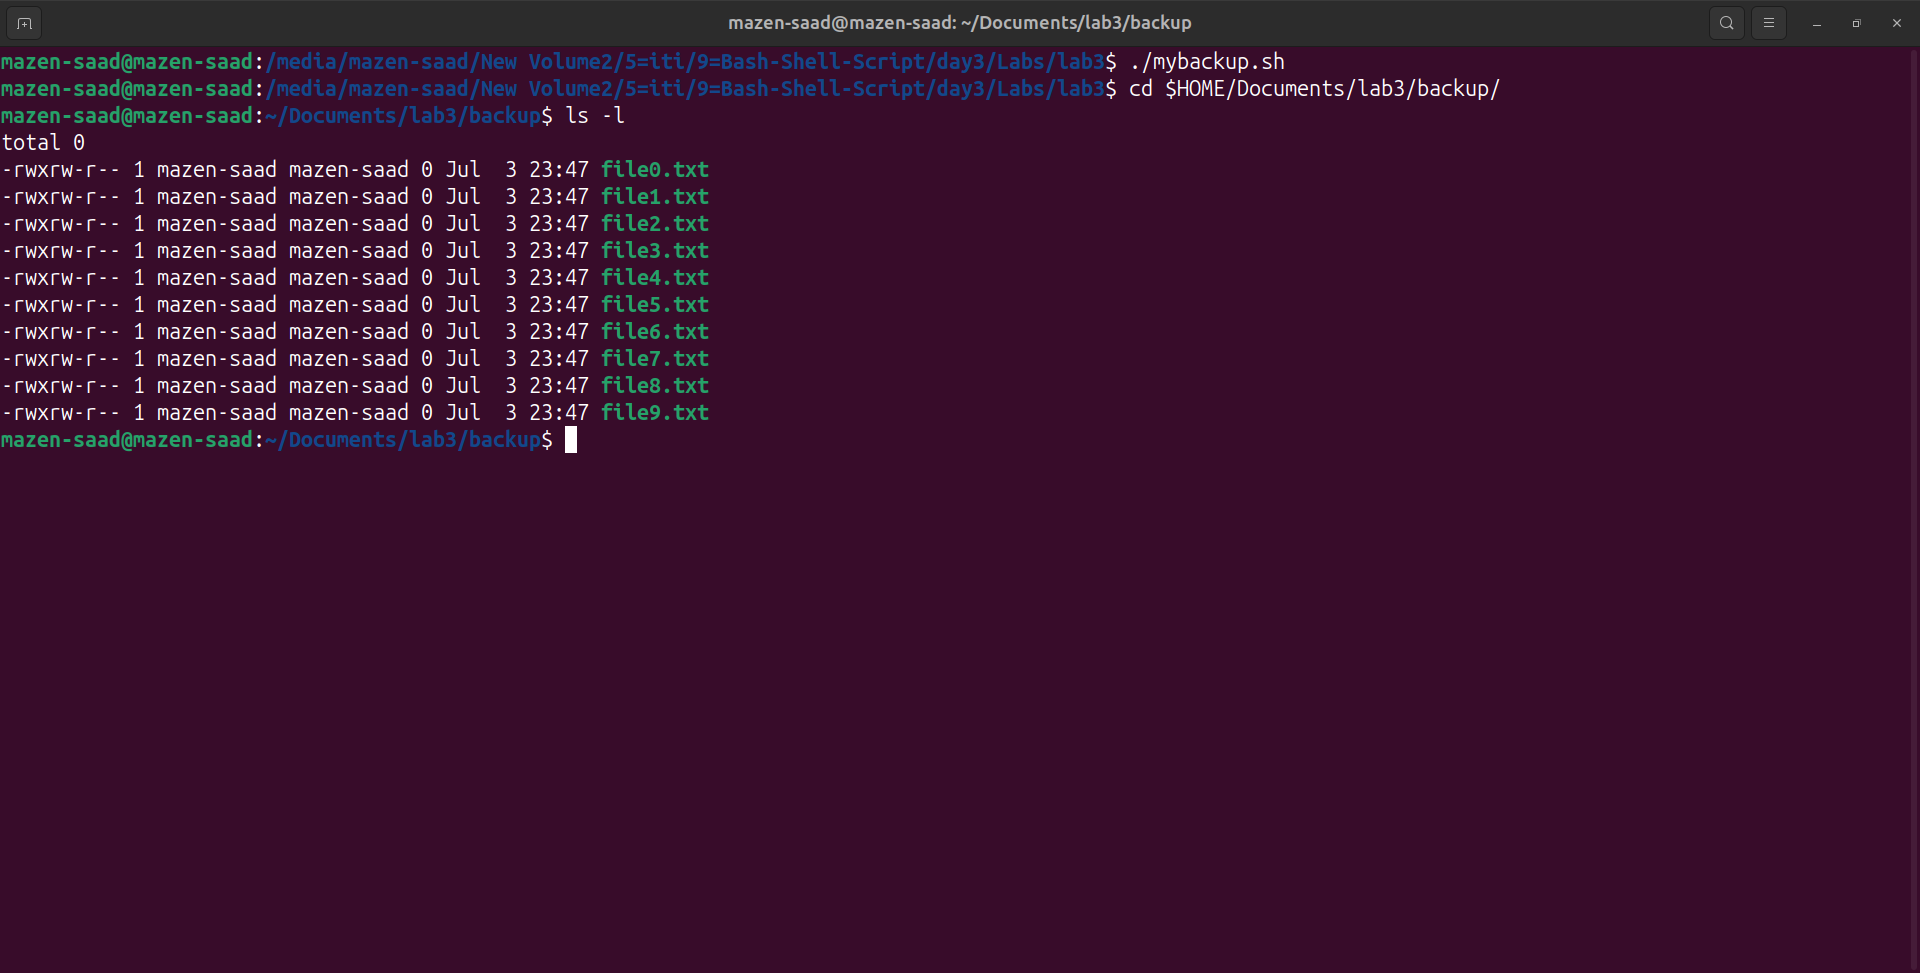 mazen-saad@mazen-saad: ~/Documents/lab3/backup
mazen-saad@mazen-saad:/media/mazen-saad/New Volume2/5=iti/9=Bash-Shell-Script/day3/Labs/lab3$ ./mybackup.sh
mazen-saad@mazen-saad:/media/mazen-saad/New Volume2/5=iti/9=Bash-Shell-Script/day3/Labs/lab3$ cd $HOME/Documents/lab3/backup/
mazen-saad@mazen-saad:~/Documents/lab3/backup$ ls -l
total 0
-rwxrw-r-- 1 mazen-saad mazen-saad 0 Jul  3 23:47 file0.txt
-rwxrw-r-- 1 mazen-saad mazen-saad 0 Jul  3 23:47 file1.txt
-rwxrw-r-- 1 mazen-saad mazen-saad 0 Jul  3 23:47 file2.txt
-rwxrw-r-- 1 mazen-saad mazen-saad 0 Jul  3 23:47 file3.txt
-rwxrw-r-- 1 mazen-saad mazen-saad 0 Jul  3 23:47 file4.txt
-rwxrw-r-- 1 mazen-saad mazen-saad 0 Jul  3 23:47 file5.txt
-rwxrw-r-- 1 mazen-saad mazen-saad 0 Jul  3 23:47 file6.txt
-rwxrw-r-- 1 mazen-saad mazen-saad 0 Jul  3 23:47 file7.txt
-rwxrw-r-- 1 mazen-saad mazen-saad 0 Jul  3 23:47 file8.txt
-rwxrw-r-- 1 mazen-saad mazen-saad 0 Jul  3 23:47 file9.txt
mazen-saad@mazen-saad:~/Documents/lab3/backup$